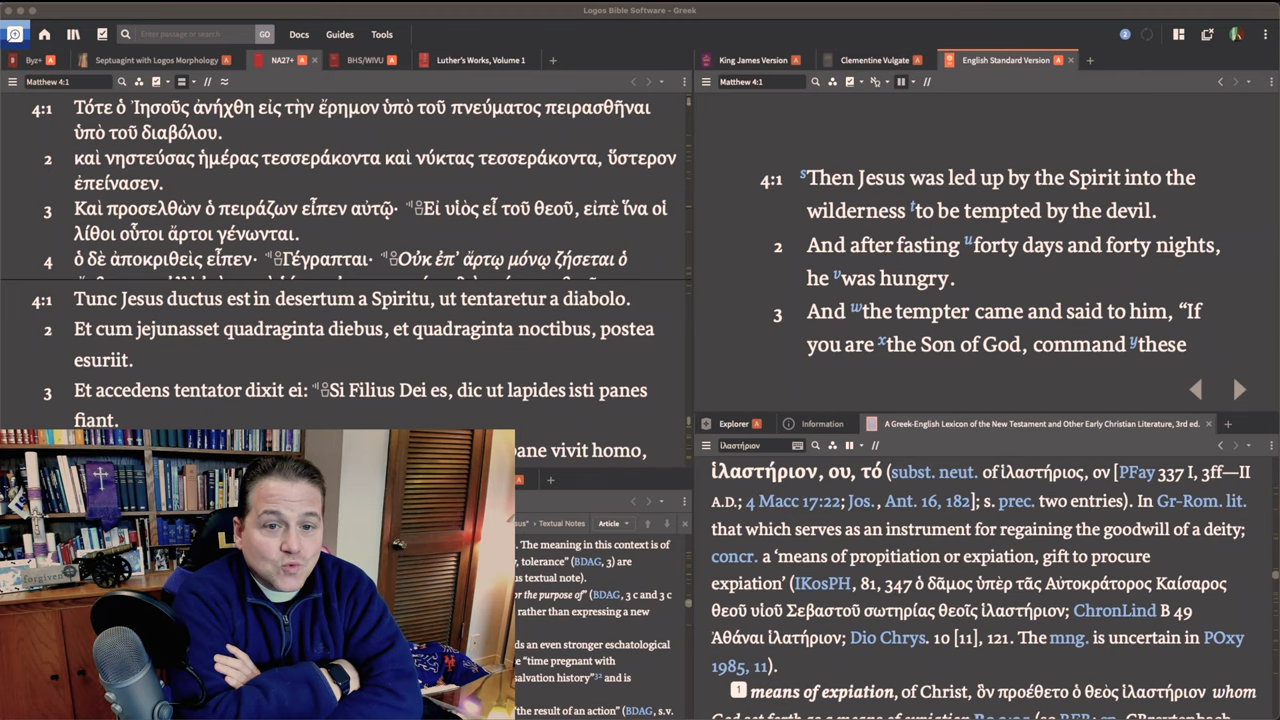 Logos Bible Software - Greek
Enter passage or search
GO
Docs
Guides
Tools
2
Byz+ A
Septuagint with Logos Morphology
NA27+ A
BHS/WIVU A
Luther's Works, Volume 1
Matthew 4:1
4:1 Τότε ὁ Ἰησοῦς ἀνήχθη εἰς τὴν ἔρημον ὑπὸ τοῦ πνεύματος πειρασθῆναι
ὑπὸ τοῦ διαβόλου.
2 καὶ νηστεύσας ἡμέρας τεσσεράκοντα καὶ νύκτας τεσσεράκοντα, ὕστερον
ἐπείνασεν.
3 Καὶ προσελθὼν ὁ πειράζων εἶπεν αὐτῷ· Εἰ υἱὸς εἶ τοῦ θεοῦ, εἰπὲ ἵνα οἱ
λίθοι οὗτοι ἄρτοι γένωνται.
4 ὁ δὲ ἀποκριθεὶς εἶπεν· Γέγραπται· Οὐκ ἐπ' ἄρτῳ μόνῳ ζήσεται ὁ
4:1 Tunc Jesus ductus est in desertum a Spiritu, ut tentaretur a diabolo.
2 Et cum jejunasset quadraginta diebus, et quadraginta noctibus, postea
esuriit.
3 Et accedens tentator dixit ei: Si Filius Dei es, dic ut lapides isti panes
fiant.
pane vivit homo,
King James Version A
Clementine Vulgate A
English Standard Version A
Matthew 4:1
4:1 sThen Jesus was led up by the Spirit into the
wilderness tto be tempted by the devil.
2 And after fasting uforty days and forty nights,
he vwas hungry.
3 And wthe tempter came and said to him, “If
you are xthe Son of God, command ythese
A
us* > Textual Notes
Article
. The meaning in this context is of
y, tolerance” (BDAG, 3) are
us textual note).
or the purpose of” (BDAG, 3 c and 3 c
rather than expressing a new
ds an even stronger eschatological
e “time pregnant with
salvation history”32 and is
“the result of an action” (BDAG, s.v.
Explorer A
Information
A Greek-English Lexicon of the New Testament and Other Early Christian Literature, 3rd ed.
ἱλαστήριον
ἱλαστήριον, ου, τό (subst. neut. of ἱλαστήριος, ον [PFay 337 I, 3ff—II
A.D.; 4 Macc 17:22; Jos., Ant. 16, 182]; s. prec. two entries). In Gr-Rom. lit.
that which serves as an instrument for regaining the goodwill of a deity;
concr. a ‘means of propitiation or expiation, gift to procure
expiation’ (IKosPH, 81, 347 ὁ δᾶμος ὑπὲρ τᾶς Αὐτοκράτορος Καίσαρος
θεοῦ υἱοῦ Σεβαστοῦ σωτηρίας θεοῖς ἱλαστήριον; ChronLind B 49
Ἀθάναι ἱλατήριον; Dio Chrys. 10 [11], 121. The mng. is uncertain in POxy
1985, 11).
1 means of expiation, of Christ, ὃν προέθετο ὁ θεὸς ἱλαστήριον whom
forgiven